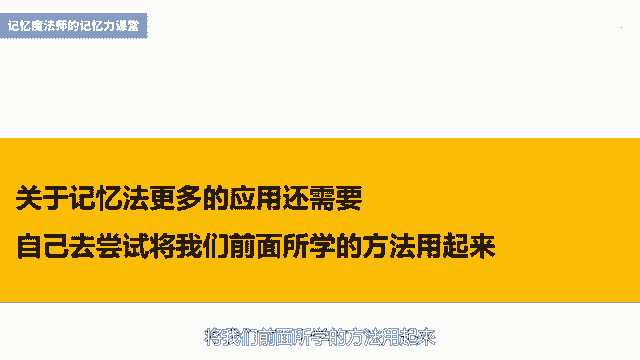 记忆魔法师的记忆力课堂
关于记忆法更多的应用还需要
自己去尝试将我们前面所学的方法用起来
将我们前面所学的方法用起来